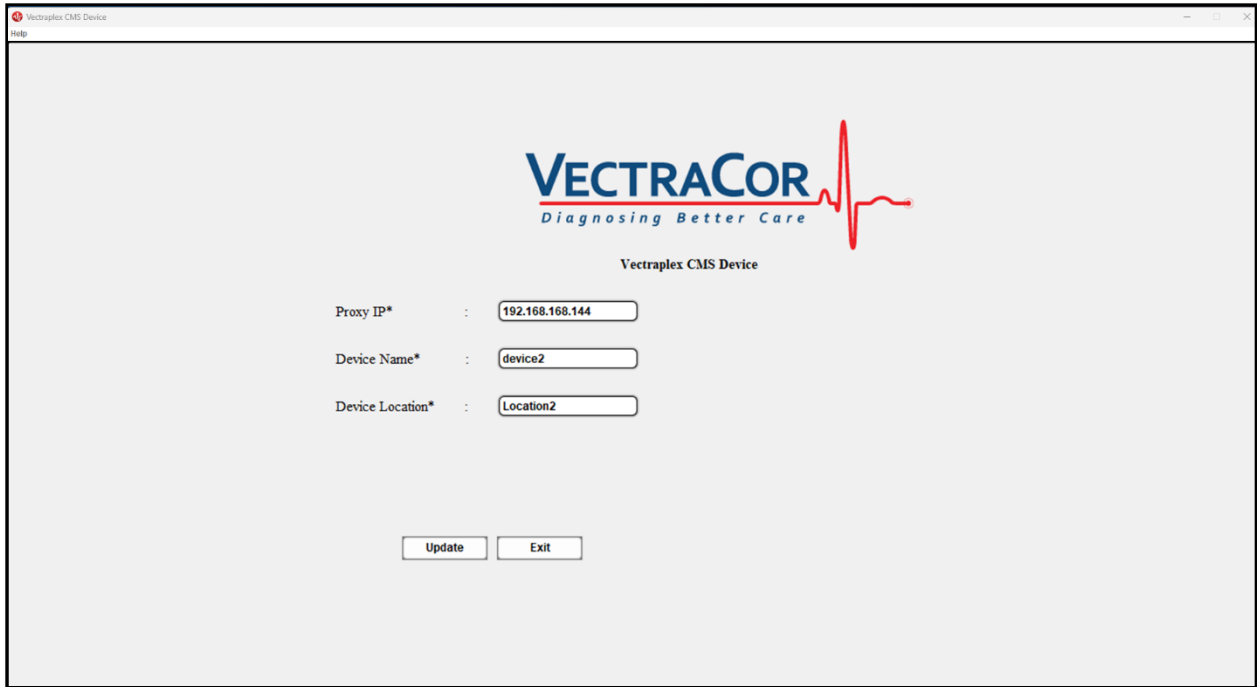 Vectraplex CMS Device
Help
VECTRACOR
Diagnosing Better Care
Vectraplex CMS Device
Proxy IP* : 192.168.168.144
Device Name* : device2
Device Location* : Location2
Update Exit